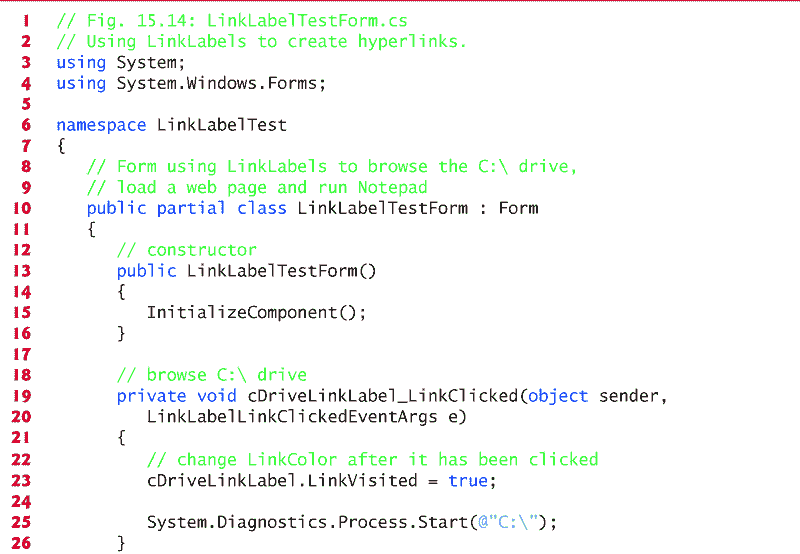 1 // Fig. 15.14: LinkLabelTestForm.cs
2 // Using LinkLabels to create hyperlinks.
3 using System;
4 using System.Windows.Forms;
5
6 namespace LinkLabelTest
7 {
8 // Form using LinkLabels to browse the C:\ drive,
9 // load a web page and run Notepad
10 public partial class LinkLabelTestForm : Form
11 {
12 // constructor
13 public LinkLabelTestForm()
14 {
15 InitializeComponent();
16 }
17
18 // browse C:\ drive
19 private void cDriveLinkLabel_LinkClicked(object sender,
20 LinkLabelLinkClickedEventArgs e)
21 {
22 // change LinkColor after it has been clicked
23 cDriveLinkLabel.LinkVisited = true;
24
25 System.Diagnostics.Process.Start(@"C:\");
26 }